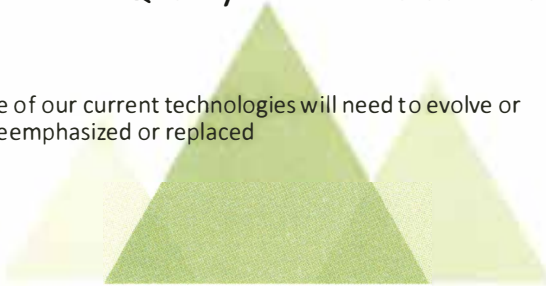 e of our current technologies will need to evolve or
eemphasized or replaced